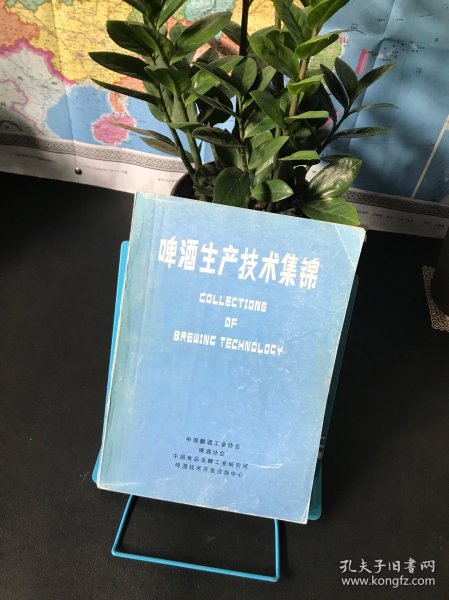 啤酒生产技术集锦
COLLECTIONS
OF
BREWING TECHNOLOGY
中国酿酒工业协会
啤酒分会
中国食品发酵工业研究所
啤酒技术开发咨询中心
孔夫子旧书网
www.kongfz.com